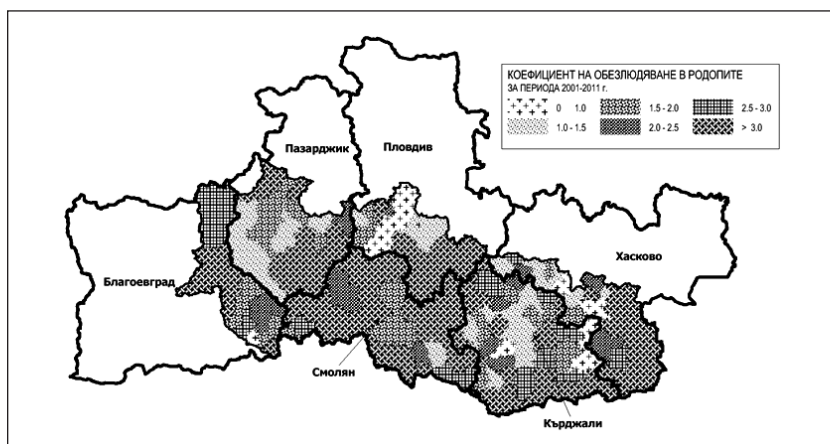 КОЕФИЦИЕНТ НА ОБЕЗЛЮДЯВАНЕ В РОДОПИТЕ
ЗА ПЕРИОДА 2001-2011 г.
0 1.0 1.5 - 2.0 2.5 - 3.0
1.0 - 1.5 2.0 - 2.5 > 3.0
Пазарджик
Пловдив
Хасково
Благоевград
Смолян
Кърджали